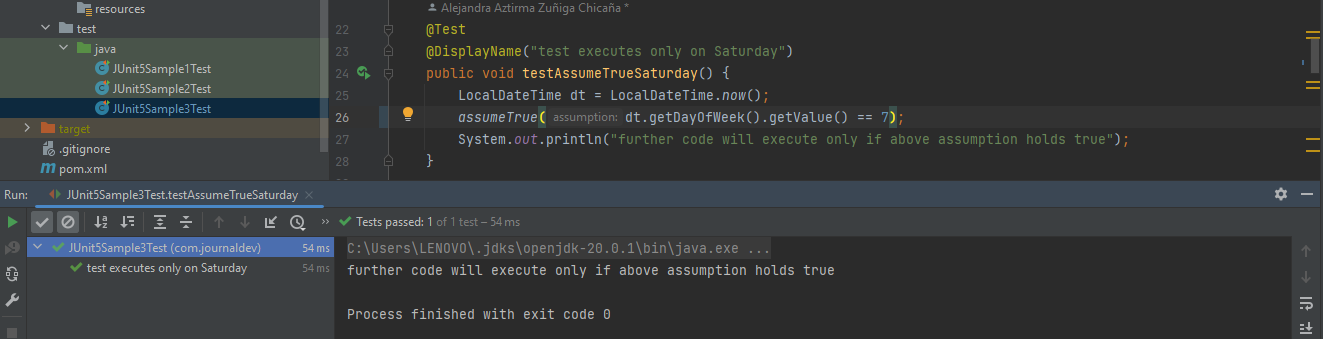 resources
test
java
JUnit5Sample1Test
JUnit5Sample2Test
JUnit5Sample3Test
target
.gitignore
pom.xml
Alejandra Aztirma Zuñiga Chicaña *
22 @Test
23 @DisplayName("test executes only on Saturday")
24 public void testAssumeTrueSaturday() {
25 LocalDateTime dt = LocalDateTime.now();
26 assumeTrue( assumption: dt.getDayOfWeek().getValue() == 7);
27 System.out.println("further code will execute only if above assumption holds true");
28 }
Run: JUnit5Sample3Test.testAssumeTrueSaturday
Tests passed: 1 of 1 test – 54 ms
JUnit5Sample3Test (com.journaldev) 54 ms
test executes only on Saturday 54 ms
C:\Users\LENOVO\.jdks\openjdk-20.0.1\bin\java.exe ...
further code will execute only if above assumption holds true
Process finished with exit code 0